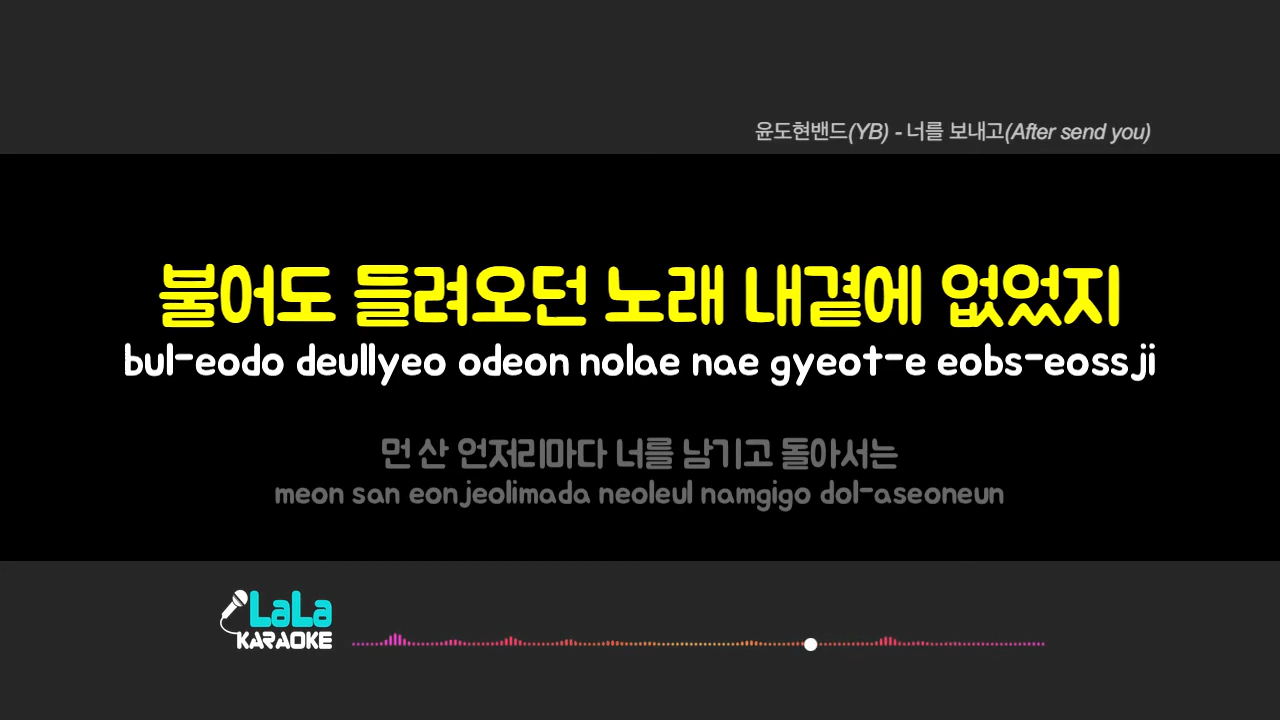 윤도현밴드(YB) - 너를 보내고(After send you)
불어도 들려오던 노래 내곁에 없었지
bul-eodo deullyeo odeon nolae nae gyeot-e eobs-eossji
먼 산 언저리마다 너를 남기고 돌아서는
meon san eonjeolimada neoleul namgigo dol-aseoneun
LaLa
KARAOKE